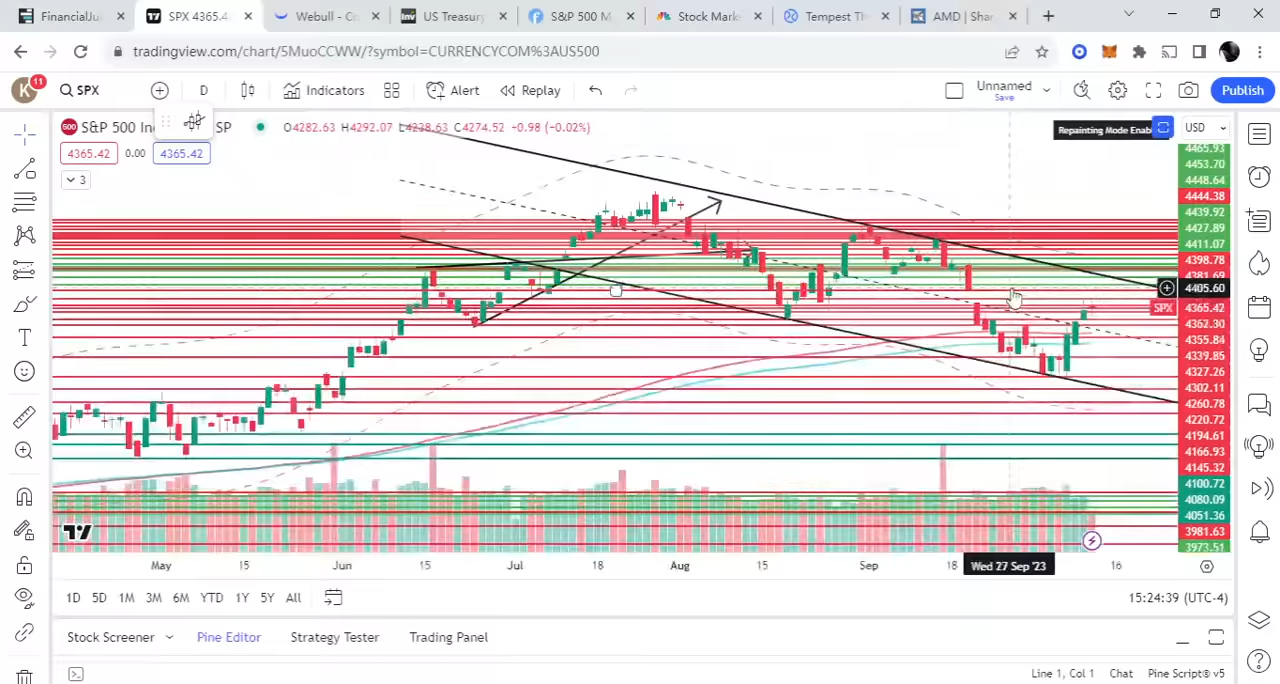 FinancialJu
SPX 4365.4
Webull - C
US Treasury
S&P 500 M
Stock Mark
Tempest Th
AMD | Shar
tradingview.com/chart/5MuoCCWW/?symbol=CURRENCYCOM%3AUS500
K 11 SPX D Indicators Alert Replay Unnamed Save Publish
500 S&P 500 In SP O4282.63 H4292.07 L4238.63 C4274.52 -0.98 (-0.02%) Repainting Mode Enab USD
4365.42 0.00 4365.42
3
4465.93
4453.70
4448.64
4444.38
4439.92
4427.89
4411.07
4398.78
4381.69
4405.60
SPX 4365.42
4362.30
4355.84
4339.85
4327.26
4302.11
4260.78
4220.72
4194.61
4166.93
4145.32
4100.72
4080.09
4051.36
3981.63
3973.51
May 15 Jun 15 Jul 18 Aug 15 Sep 18 Wed 27 Sep '23 16
1D 5D 1M 3M 6M YTD 1Y 5Y All 15:24:39 (UTC-4)
Stock Screener Pine Editor Strategy Tester Trading Panel
Line 1, Col 1 Chat Pine Script® v5